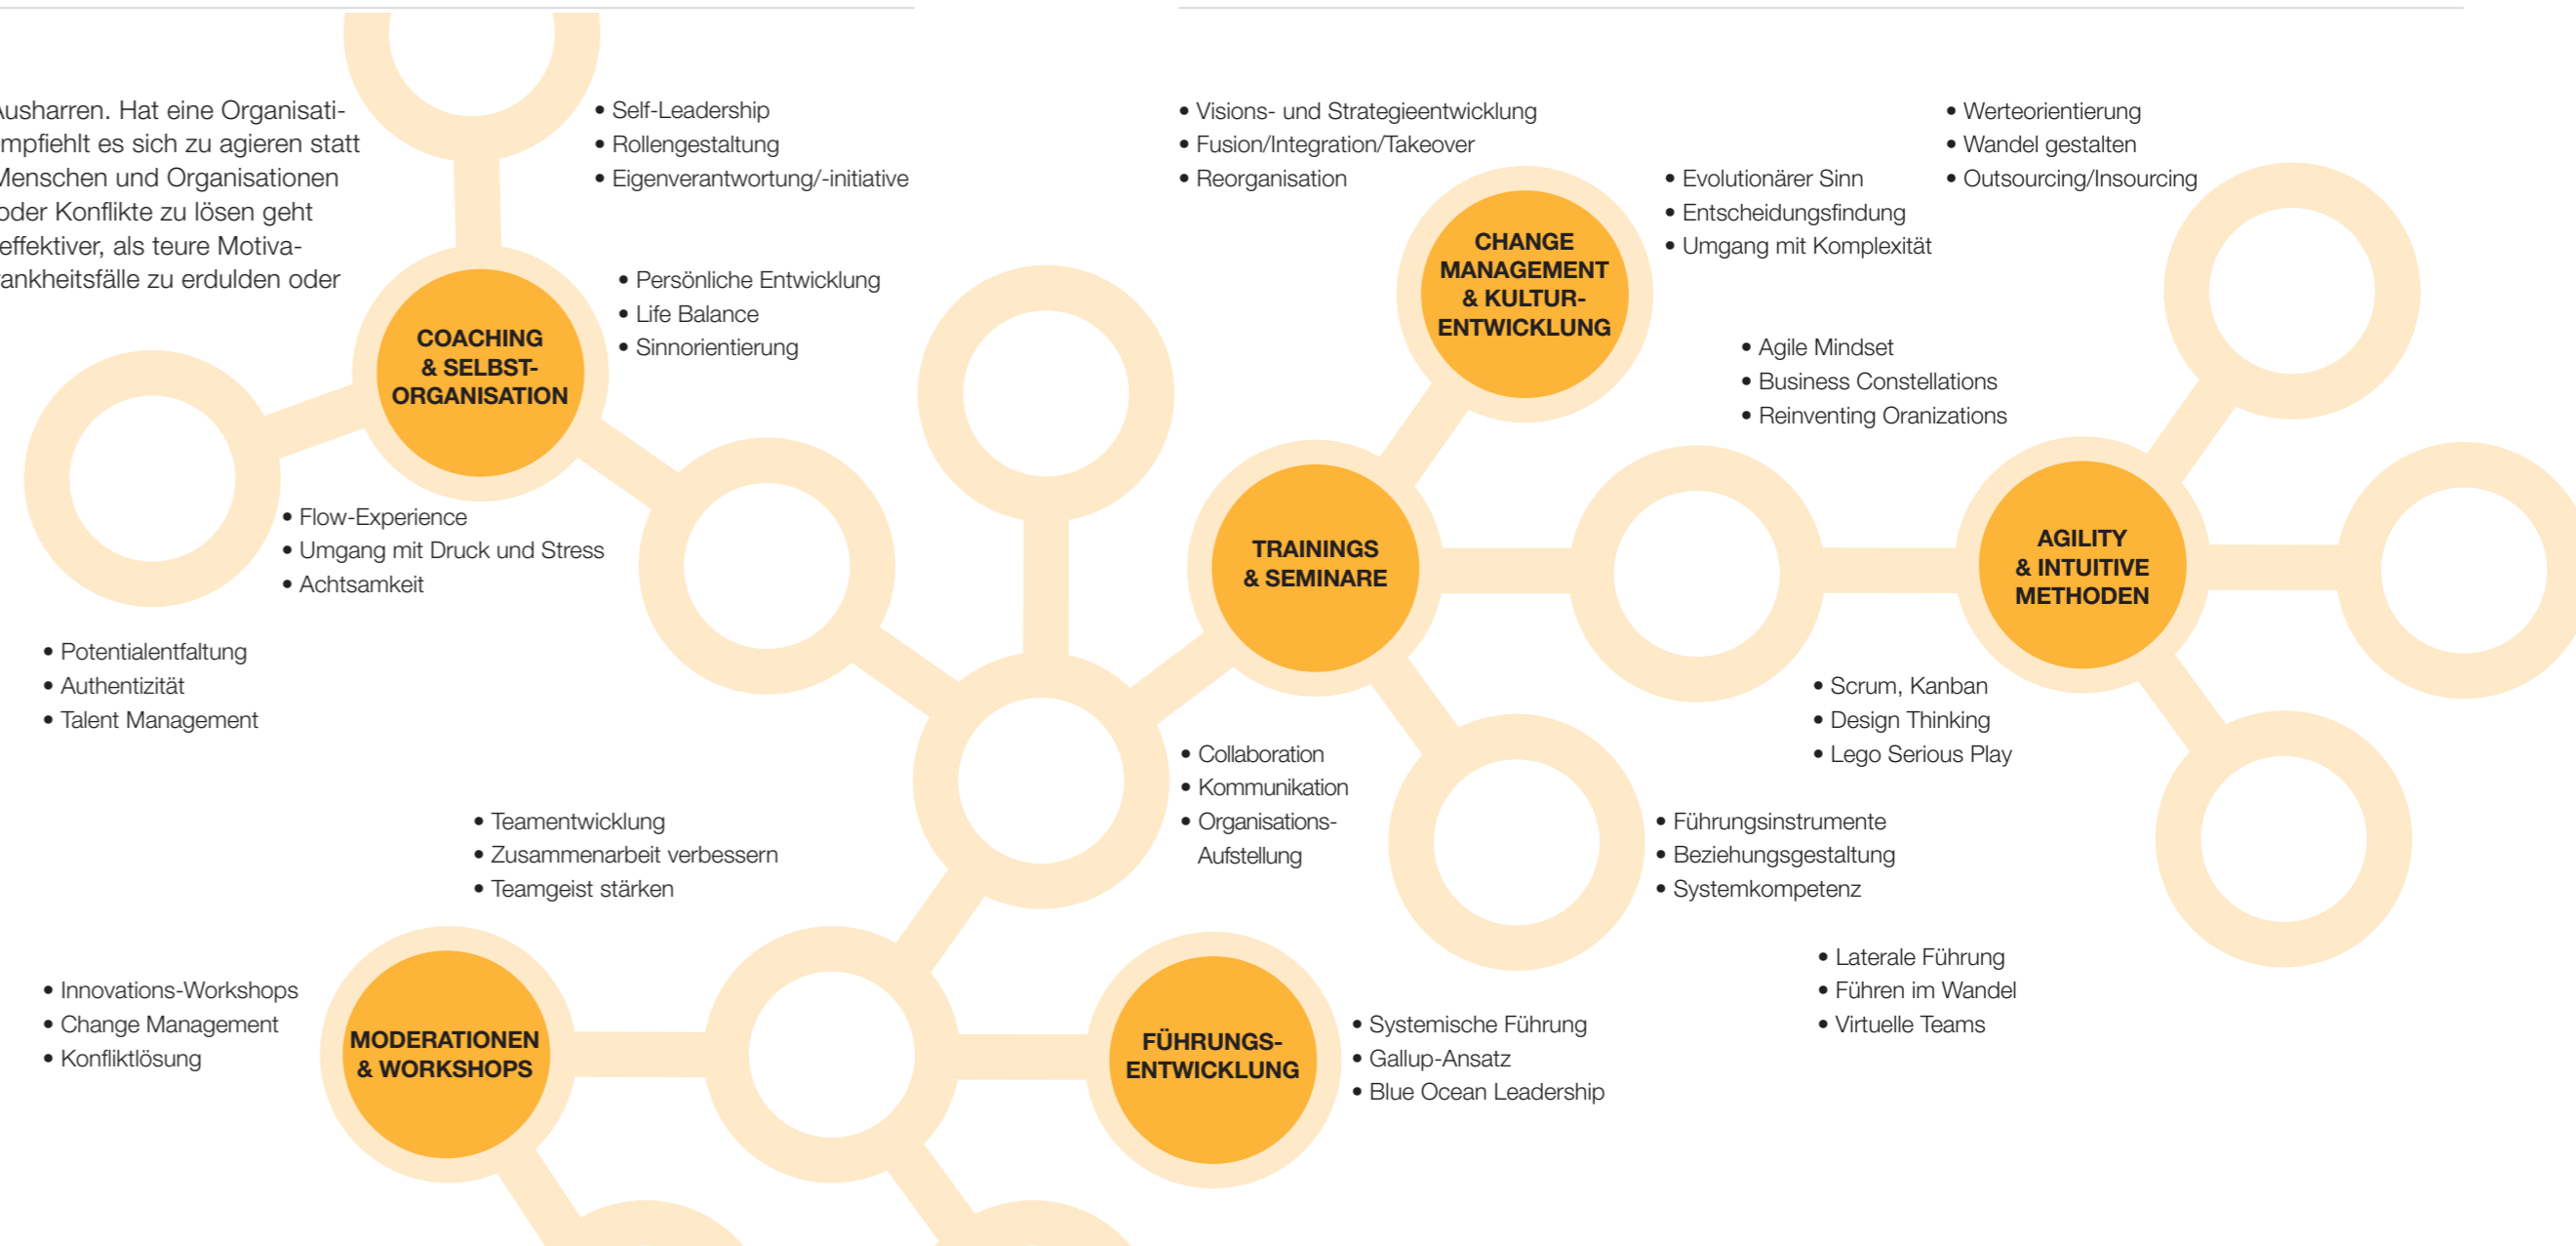 Ausharren. Hat eine Organisati-
mpfiehlt es sich zu agieren statt
Menschen und Organisationen
oder Konflikte zu lösen geht
effektiver, als teure Motiva-
ankheitsfälle zu erdulden oder
• Self-Leadership
• Rollengestaltung
• Eigenverantwortung/-initiative
• Persönliche Entwicklung
• Life Balance
• Sinnorientierung
COACHING
& SELBST-
ORGANISATION
• Flow-Experience
• Umgang mit Druck und Stress
• Achtsamkeit
• Potentialentfaltung
• Authentizität
• Talent Management
• Teamentwicklung
• Zusammenarbeit verbessern
• Teamgeist stärken
• Innovations-Workshops
• Change Management
• Konfliktlösung
MODERATIONEN
& WORKSHOPS
• Visions- und Strategieentwicklung
• Fusion/Integration/Takeover
• Reorganisation
CHANGE
MANAGEMENT
& KULTUR-
ENTWICKLUNG
• Evolutionärer Sinn
• Entscheidungsfindung
• Umgang mit Komplexität
• Werteorientierung
• Wandel gestalten
• Outsourcing/Insourcing
• Agile Mindset
• Business Constellations
• Reinventing Oranizations
TRAININGS
& SEMINARE
AGILITY
& INTUITIVE
METHODEN
• Scrum, Kanban
• Design Thinking
• Lego Serious Play
• Collaboration
• Kommunikation
• Organisations-
Aufstellung
• Führungsinstrumente
• Beziehungsgestaltung
• Systemkompetenz
• Laterale Führung
• Führen im Wandel
• Virtuelle Teams
FÜHRUNGS-
ENTWICKLUNG
• Systemische Führung
• Gallup-Ansatz
• Blue Ocean Leadership